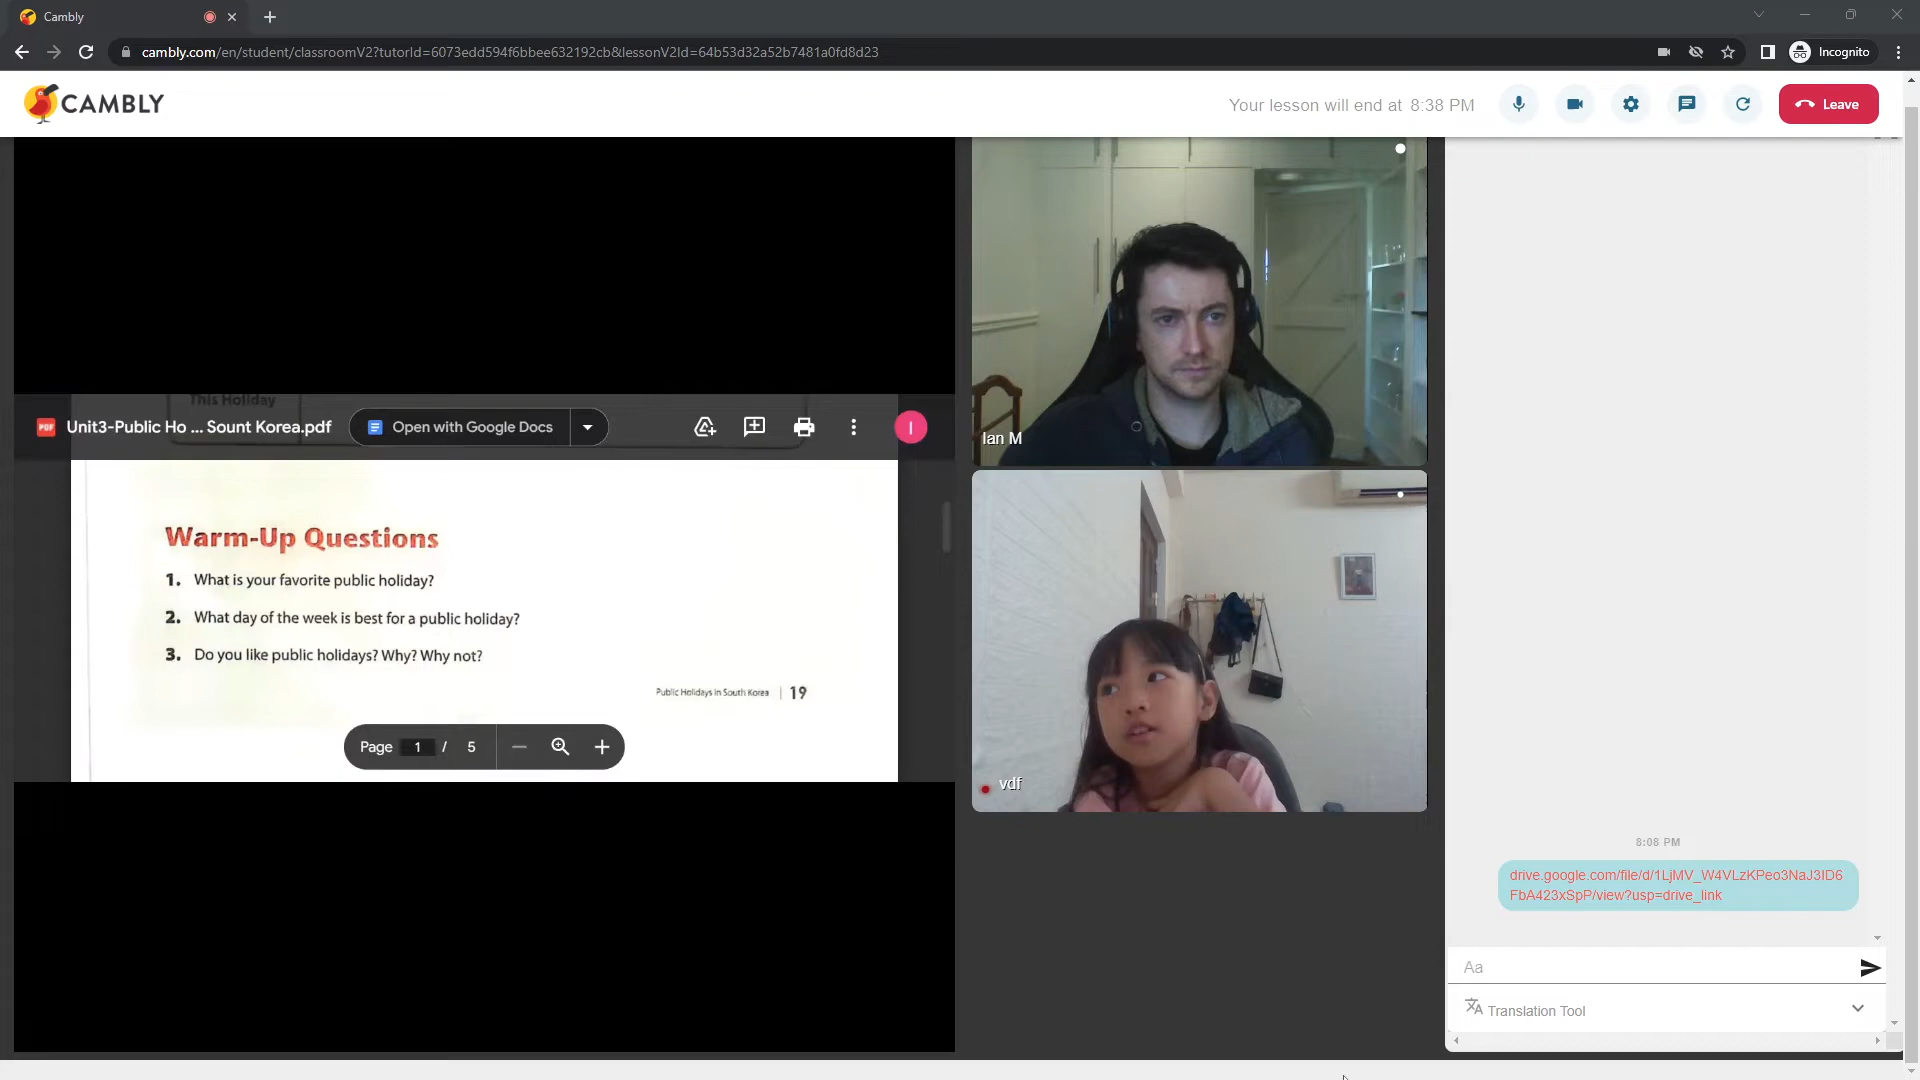 Cambly
cambly.com/en/student/classroomV2?tutorId=6073edd594f6bbee632192cb&lessonV2Id=64b53d32a52b7481a0fd8d23
Incognito
CAMBLY
Your lesson will end at 8:38 PM
Leave
This Holiday
PDF
Unit3-Public Ho ... Sount Korea.pdf
Open with Google Docs
I
Warm-Up Questions
1. What is your favorite public holiday?
2. What day of the week is best for a public holiday?
3. Do you like public holidays? Why? Why not?
Public Holidays in South Korea | 19
Page 1 / 5
Ian M
vdf
8:08 PM
drive.google.com/file/d/1LjMV_W4VLzKPeo3NaJ3ID6
FbA423xSpP/view?usp=drive_link
Aa
Translation Tool